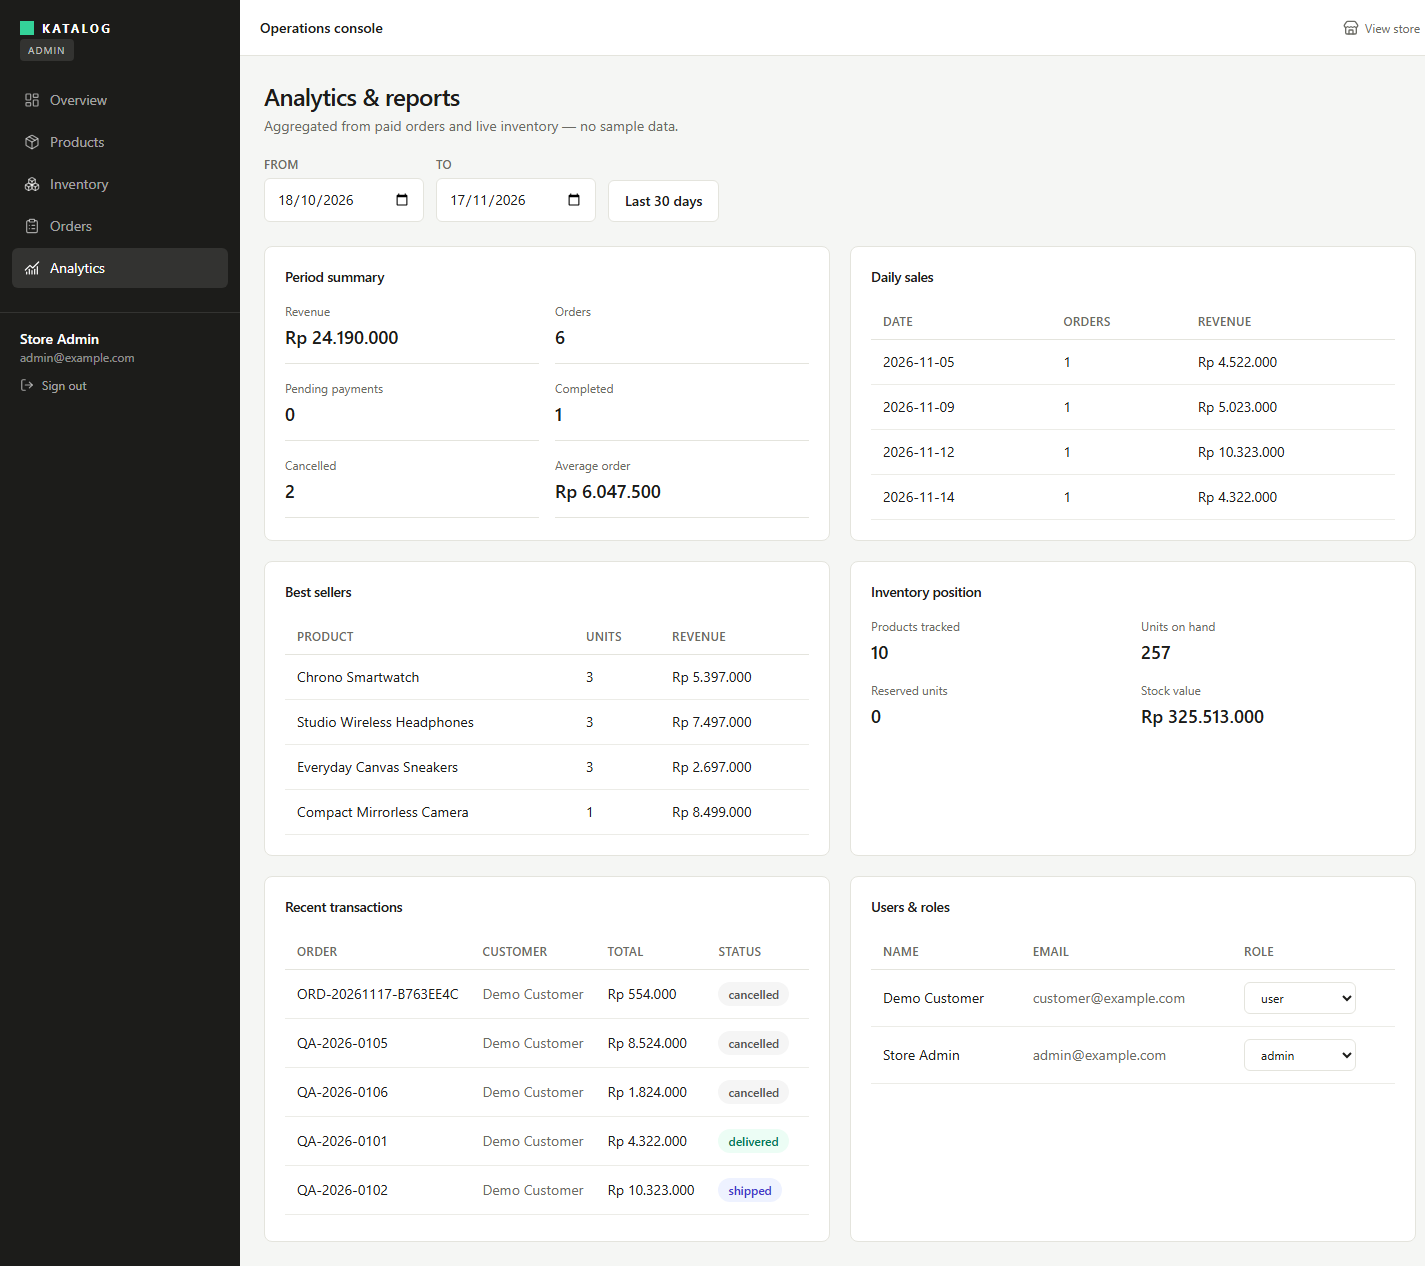 KATALOG
ADMIN
Overview
Products
Inventory
Orders
Analytics
Store Admin
admin@example.com
Sign out
Operations console
View store
Analytics & reports
Aggregated from paid orders and live inventory — no sample data.
FROM TO
18/10/2026 17/11/2026 Last 30 days
Period summary
Revenue Orders
Rp 24.190.000 6
Pending payments Completed
0 1
Cancelled Average order
2 Rp 6.047.500
Daily sales
DATE ORDERS REVENUE
2026-11-05 1 Rp 4.522.000
2026-11-09 1 Rp 5.023.000
2026-11-12 1 Rp 10.323.000
2026-11-14 1 Rp 4.322.000
Best sellers
PRODUCT UNITS REVENUE
Chrono Smartwatch 3 Rp 5.397.000
Studio Wireless Headphones 3 Rp 7.497.000
Everyday Canvas Sneakers 3 Rp 2.697.000
Compact Mirrorless Camera 1 Rp 8.499.000
Inventory position
Products tracked Units on hand
10 257
Reserved units Stock value
0 Rp 325.513.000
Recent transactions
ORDER CUSTOMER TOTAL STATUS
ORD-20261117-B763EE4C Demo Customer Rp 554.000 cancelled
QA-2026-0105 Demo Customer Rp 8.524.000 cancelled
QA-2026-0106 Demo Customer Rp 1.824.000 cancelled
QA-2026-0101 Demo Customer Rp 4.322.000 delivered
QA-2026-0102 Demo Customer Rp 10.323.000 shipped
Users & roles
NAME EMAIL ROLE
Demo Customer customer@example.com user
Store Admin admin@example.com admin